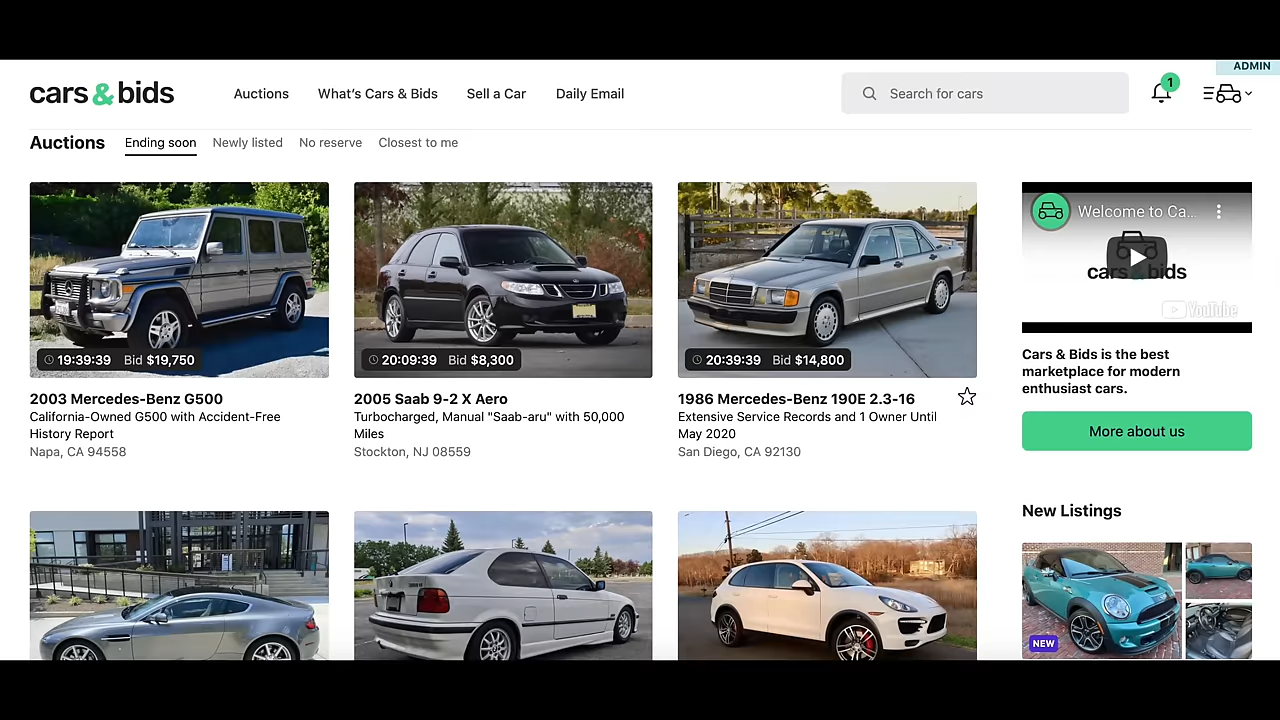 ADMIN
cars & bids
Auctions
What's Cars & Bids
Sell a Car
Daily Email
Search for cars
1
Auctions
Ending soon
Newly listed
No reserve
Closest to me
19:39:39 Bid $19,750
2003 Mercedes-Benz G500
California-Owned G500 with Accident-Free
History Report
Napa, CA 94558
20:09:39 Bid $8,300
2005 Saab 9-2 X Aero
Turbocharged, Manual "Saab-aru" with 50,000
Miles
Stockton, NJ 08559
20:39:39 Bid $14,800
1986 Mercedes-Benz 190E 2.3-16
Extensive Service Records and 1 Owner Until
May 2020
San Diego, CA 92130
Welcome to Ca...
cars & bids
YouTube
Cars & Bids is the best
marketplace for modern
enthusiast cars.
More about us
New Listings
NEW